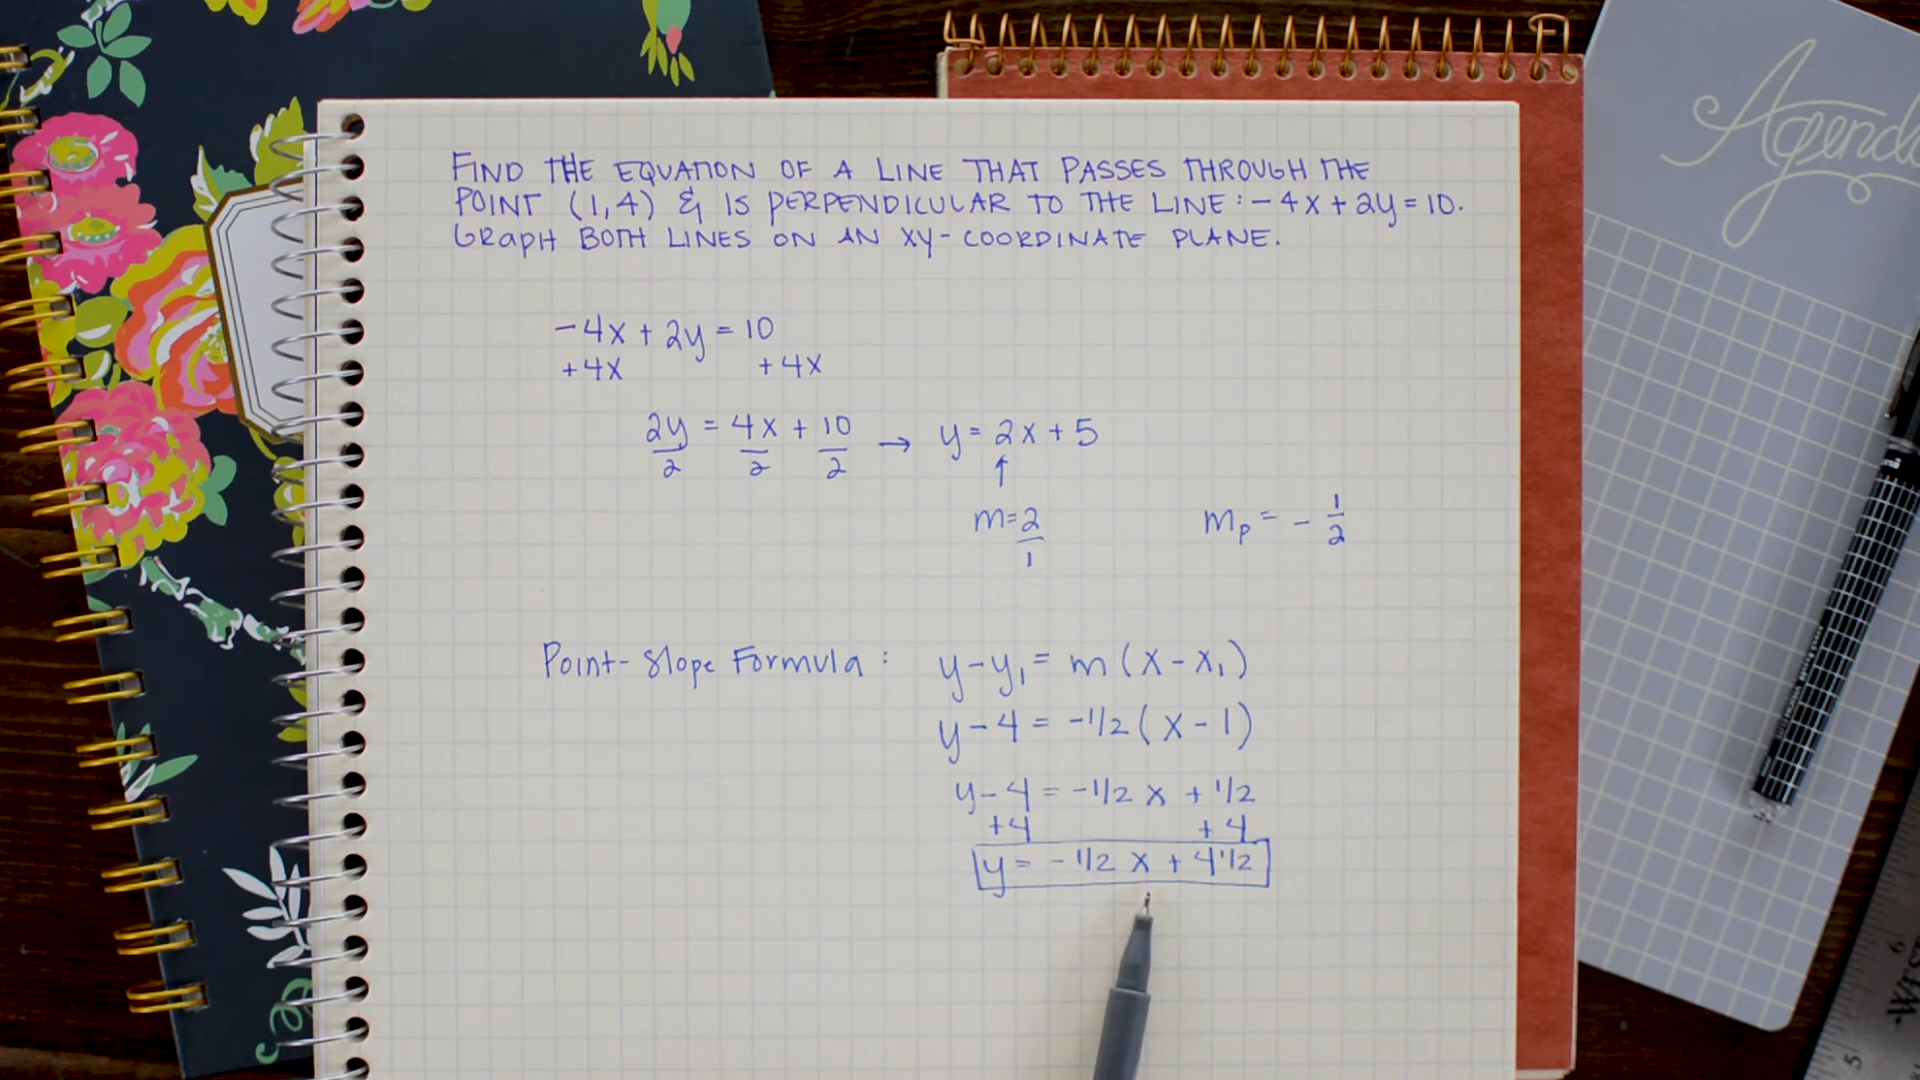 FIND THE EQUATION OF A LINE THAT PASSES THROUGH THE
POINT (1,4) & IS PERPENDICULAR TO THE LINE: -4x + 2y = 10.
GRAPH BOTH LINES ON AN XY-COORDINATE PLANE.
-4x + 2y = 10
+4x +4x
2y/2 = 4x/2 + 10/2 → y = 2x + 5
↑
m = 2/1 mₚ = - 1/2
Point-Slope Formula: y - y₁ = m(x - x₁)
y - 4 = -1/2(x - 1)
y - 4 = -1/2 x + 1/2
+4 +4
y = -1/2 x + 4 1/2
Agenda
5
6